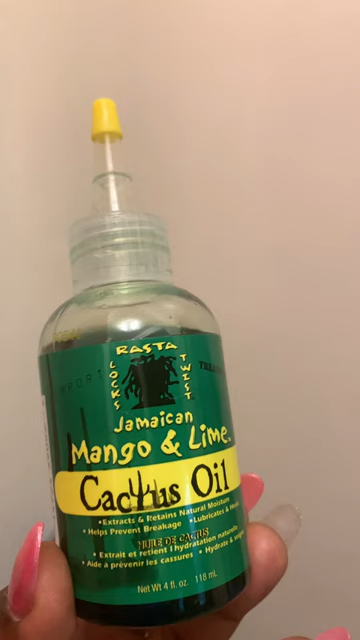 RASTA
LOCKS
TWIST
Jamaican
Mango & Lime
Cactus Oil
•Extracts & Retains Natural Moisture
•Helps Prevent Breakage •Lubricates &
HUILE DE CACTUS
•Extrait et retient l hydratation naturelle
•Aide à prévenir les cassures •Hydrate &
Net Wt 4 fl. oz. 118 ml.